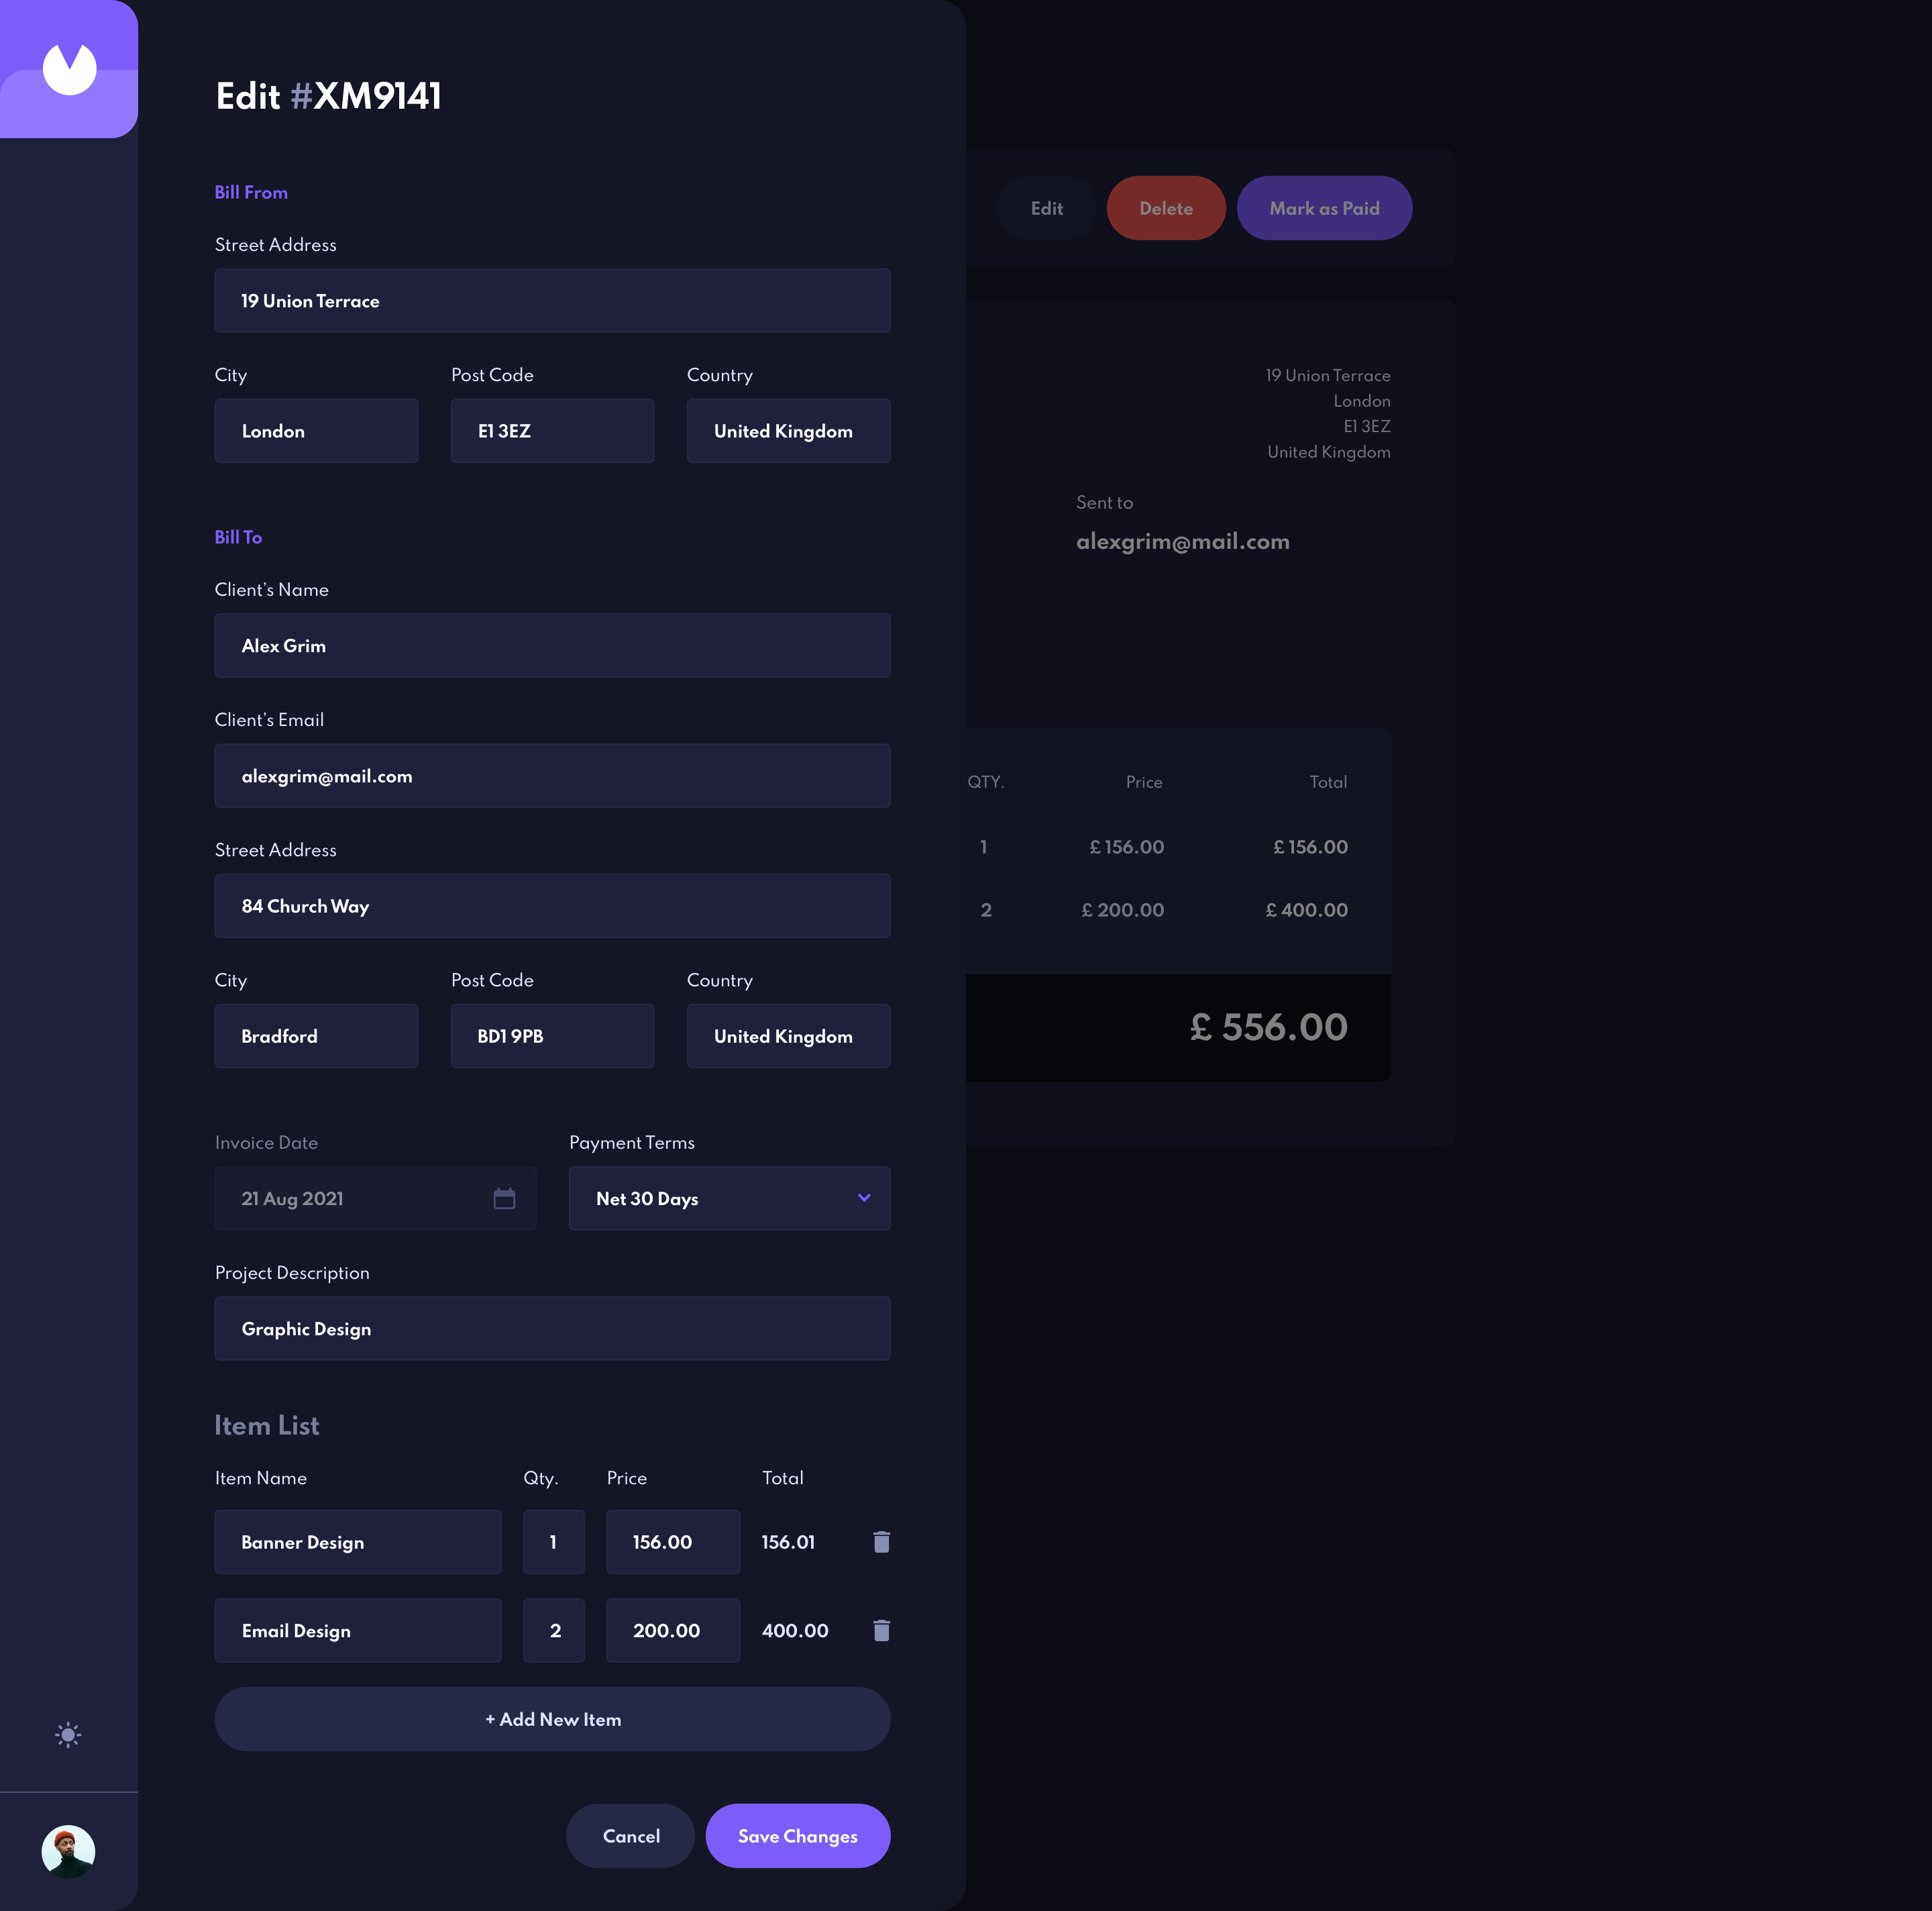 Edit #XM9141
Bill From
Street Address
19 Union Terrace
City Post Code Country
London E1 3EZ United Kingdom
Bill To
Client’s Name
Alex Grim
Client’s Email
alexgrim@mail.com
Street Address
84 Church Way
City Post Code Country
Bradford BD1 9PB United Kingdom
Invoice Date Payment Terms
21 Aug 2021 Net 30 Days
Project Description
Graphic Design
Item List
Item Name Qty. Price Total
Banner Design 1 156.00 156.01
Email Design 2 200.00 400.00
+ Add New Item
Cancel Save Changes
Edit Delete Mark as Paid
19 Union Terrace
London
E1 3EZ
United Kingdom
Sent to
alexgrim@mail.com
QTY. Price Total
1 £ 156.00 £ 156.00
2 £ 200.00 £ 400.00
£ 556.00